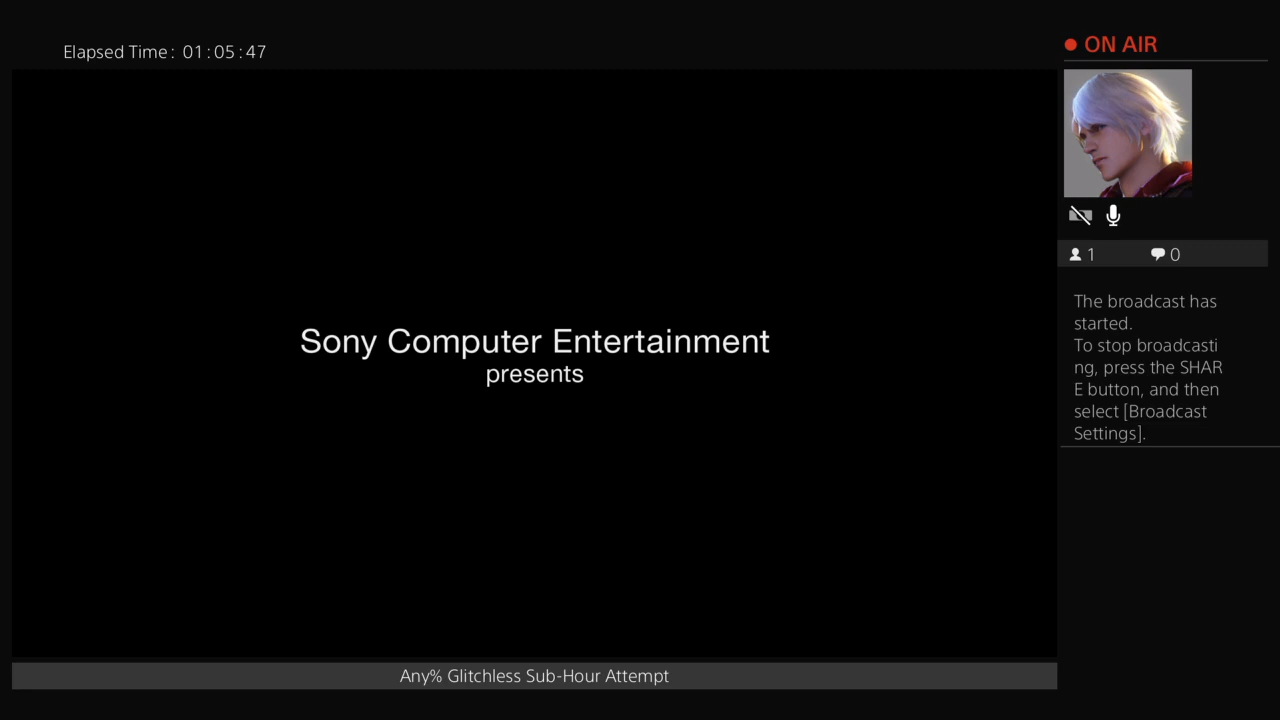 Elapsed Time: 01:05:47
ON AIR
1 0
Sony Computer Entertainment
presents
The broadcast has
started.
To stop broadcasti
ng, press the SHAR
E button, and then
select [Broadcast
Settings].
Any% Glitchless Sub-Hour Attempt